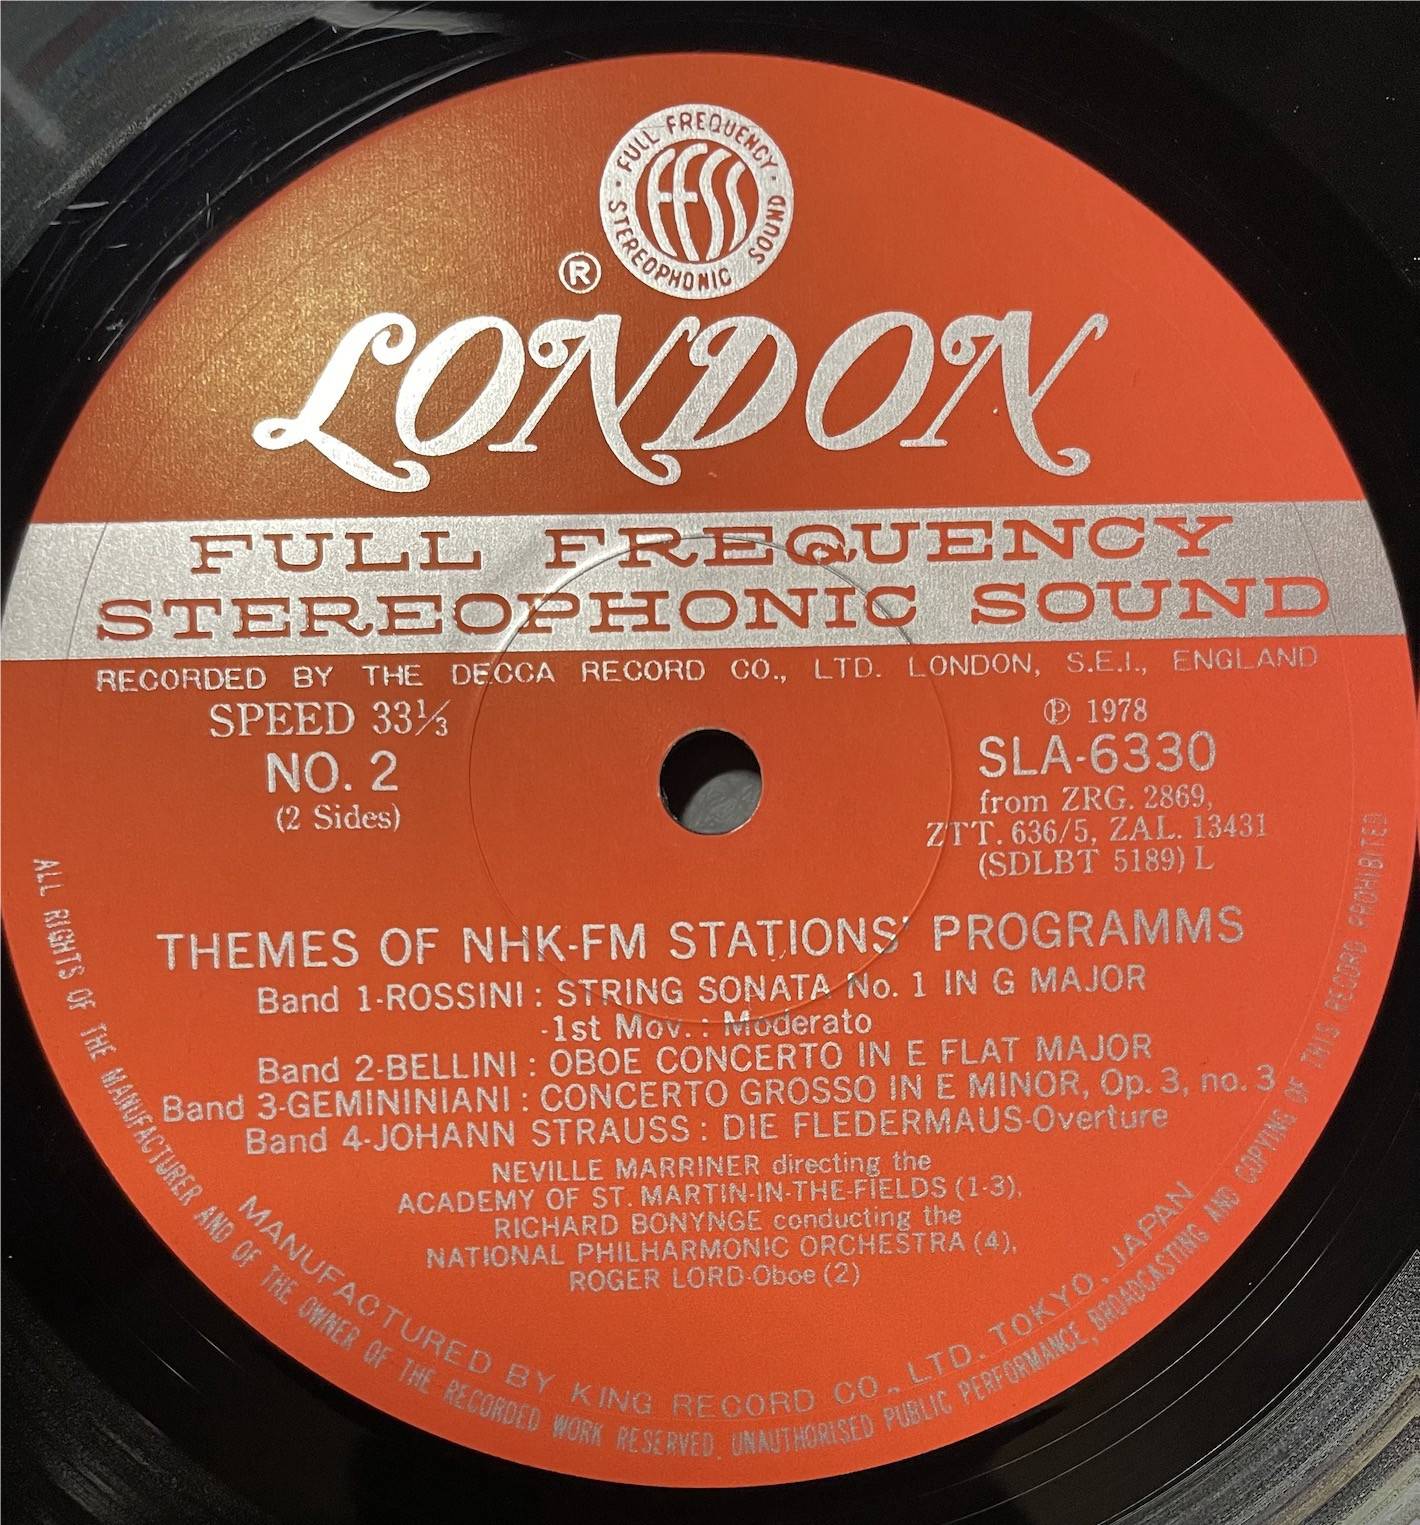 · FULL FREQUENCY · STEREOPHONIC SOUND
FFSS
®
LONDON
FULL FREQUENCY
STEREOPHONIC SOUND
RECORDED BY THE DECCA RECORD CO., LTD. LONDON, S.E.I., ENGLAND
SPEED 33⅓
NO. 2
(2 Sides)
℗ 1978
SLA-6330
from ZRG. 2869,
ZTT. 636/5, ZAL. 13431
(SDLBT 5189) L
THEMES OF NHK-FM STATIONS' PROGRAMMS
Band 1-ROSSINI : STRING SONATA No. 1 IN G MAJOR
-1st Mov. : Moderato
Band 2-BELLINI : OBOE CONCERTO IN E FLAT MAJOR
Band 3-GEMININIANI : CONCERTO GROSSO IN E MINOR, Op. 3, no. 3
Band 4-JOHANN STRAUSS : DIE FLEDERMAUS-Overture
NEVILLE MARRINER directing the
ACADEMY OF ST. MARTIN-IN-THE-FIELDS (1-3),
RICHARD BONYNGE conducting the
NATIONAL PHILHARMONIC ORCHESTRA (4),
ROGER LORD-Oboe (2)
MANUFACTURED BY KING RECORD CO., LTD. TOKYO, JAPAN
ALL RIGHTS OF THE MANUFACTURER AND OF THE OWNER OF THE RECORDED WORK RESERVED. UNAUTHORISED PUBLIC PERFORMANCE, BROADCASTING AND COPYING OF THIS RECORD PROHIBITED